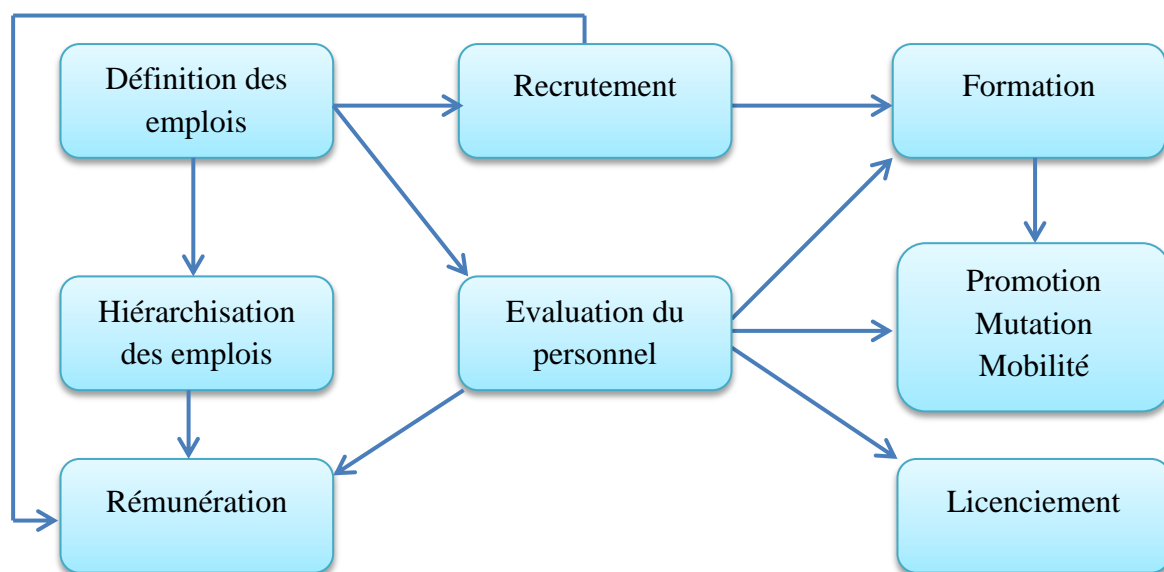 Définition des
emplois
Recrutement
Formation
Hiérarchisation
des emplois
Evaluation du
personnel
Promotion
Mutation
Mobilité
Rémunération
Licenciement